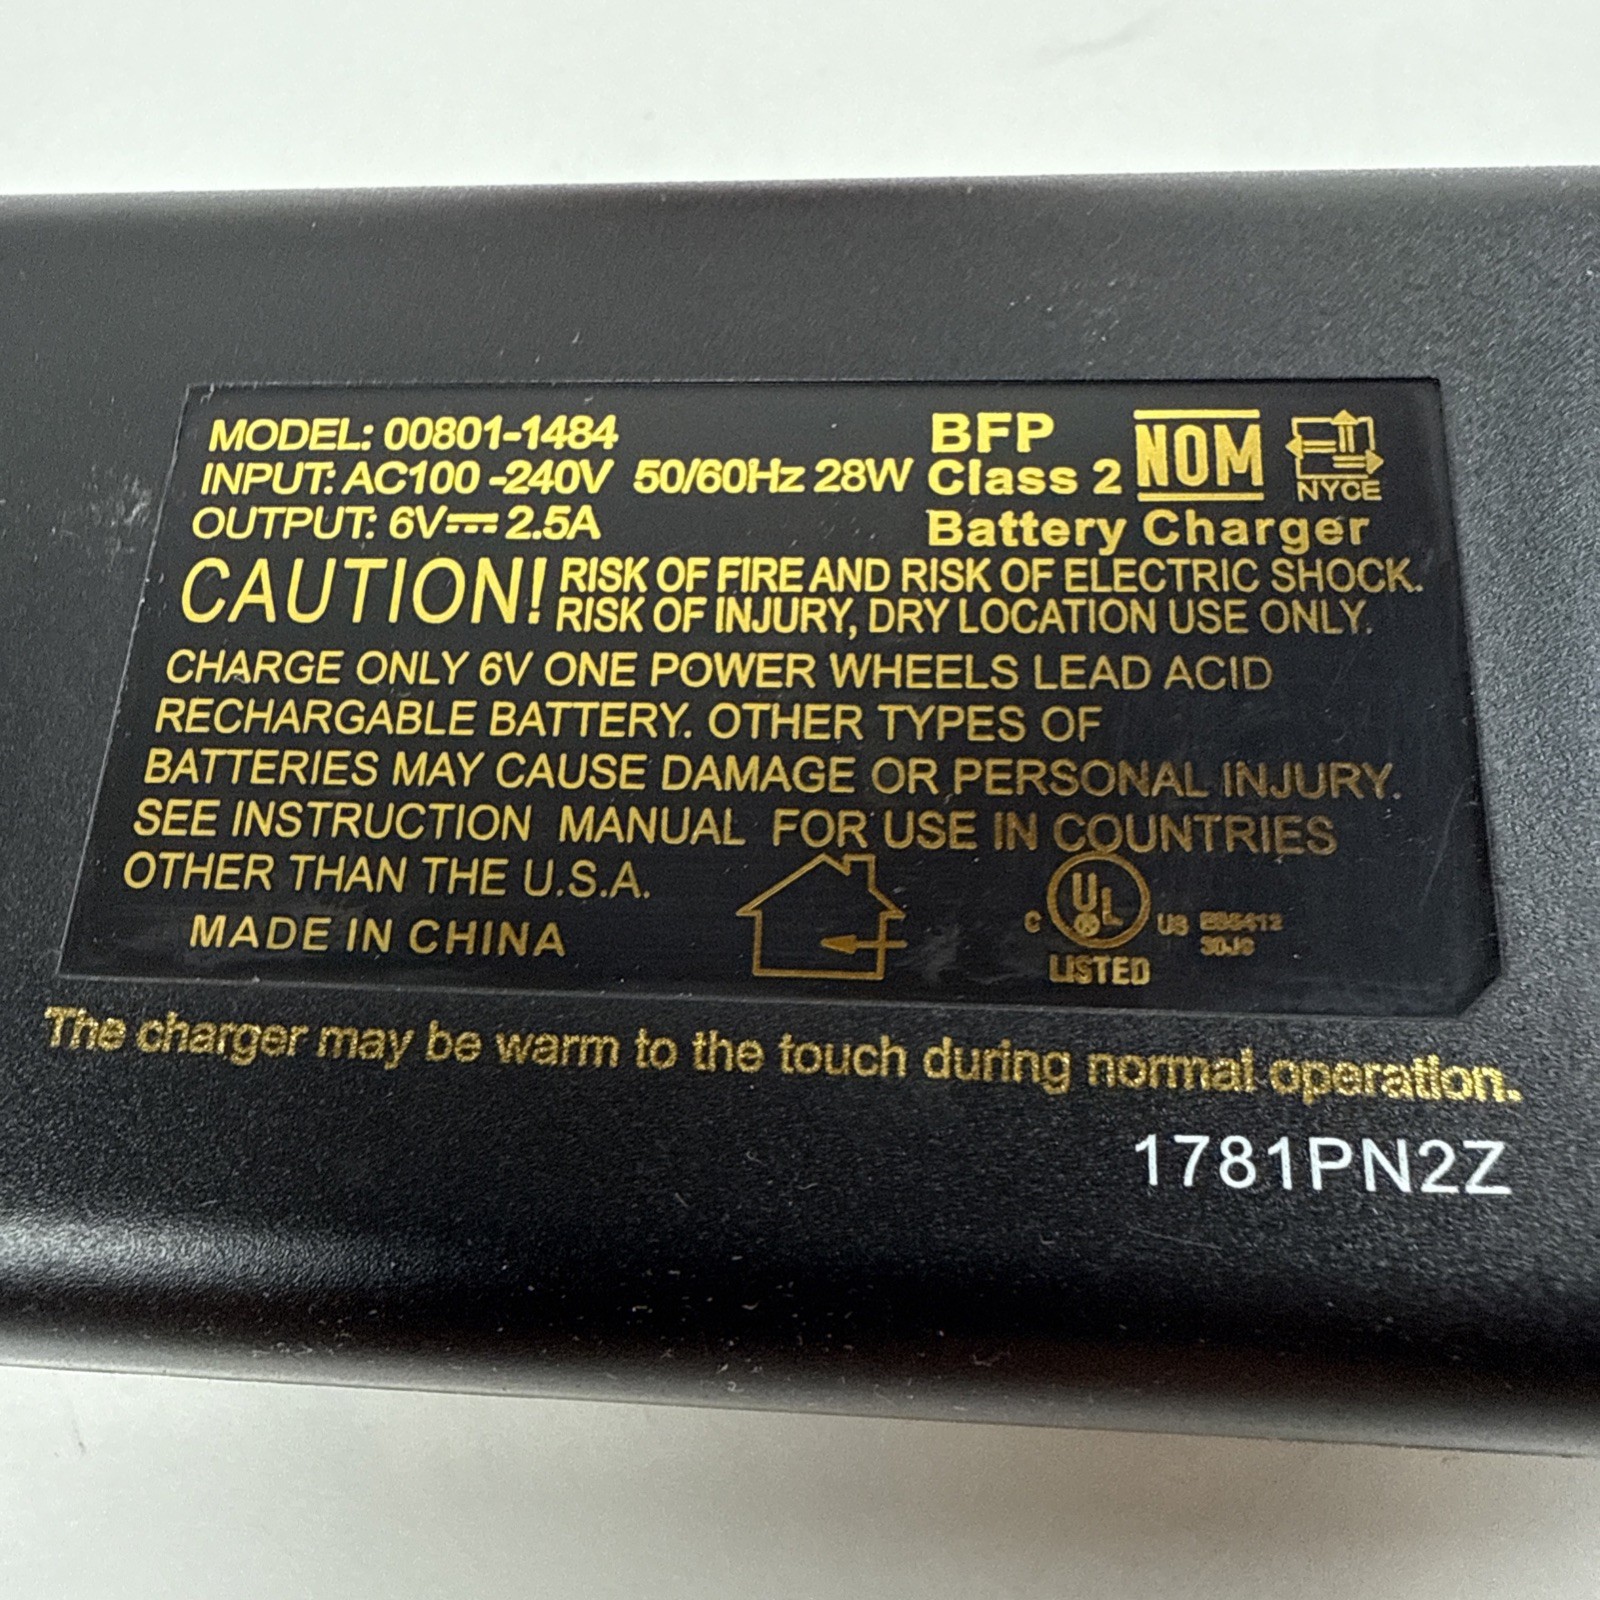 MODEL: 00801-1484
INPUT: AC100 -240V 50/60Hz 28W
OUTPUT: 6V⎓ 2.5A
BFP
Class 2
Battery Charger
NOM
NYCE
CAUTION! RISK OF FIRE AND RISK OF ELECTRIC SHOCK.
RISK OF INJURY, DRY LOCATION USE ONLY.
CHARGE ONLY 6V ONE POWER WHEELS LEAD ACID
RECHARGABLE BATTERY. OTHER TYPES OF
BATTERIES MAY CAUSE DAMAGE OR PERSONAL INJURY.
SEE INSTRUCTION MANUAL FOR USE IN COUNTRIES
OTHER THAN THE U.S.A.
MADE IN CHINA
C UL US
LISTED
The charger may be warm to the touch during normal operation.
1781PN2Z